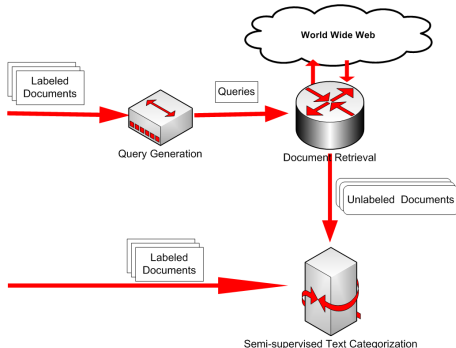 World Wide Web
Labeled
Documents
Queries
Query Generation
Document Retrieval
Unlabeled Documents
Labeled
Documents
Semi-supervised Text Categorization